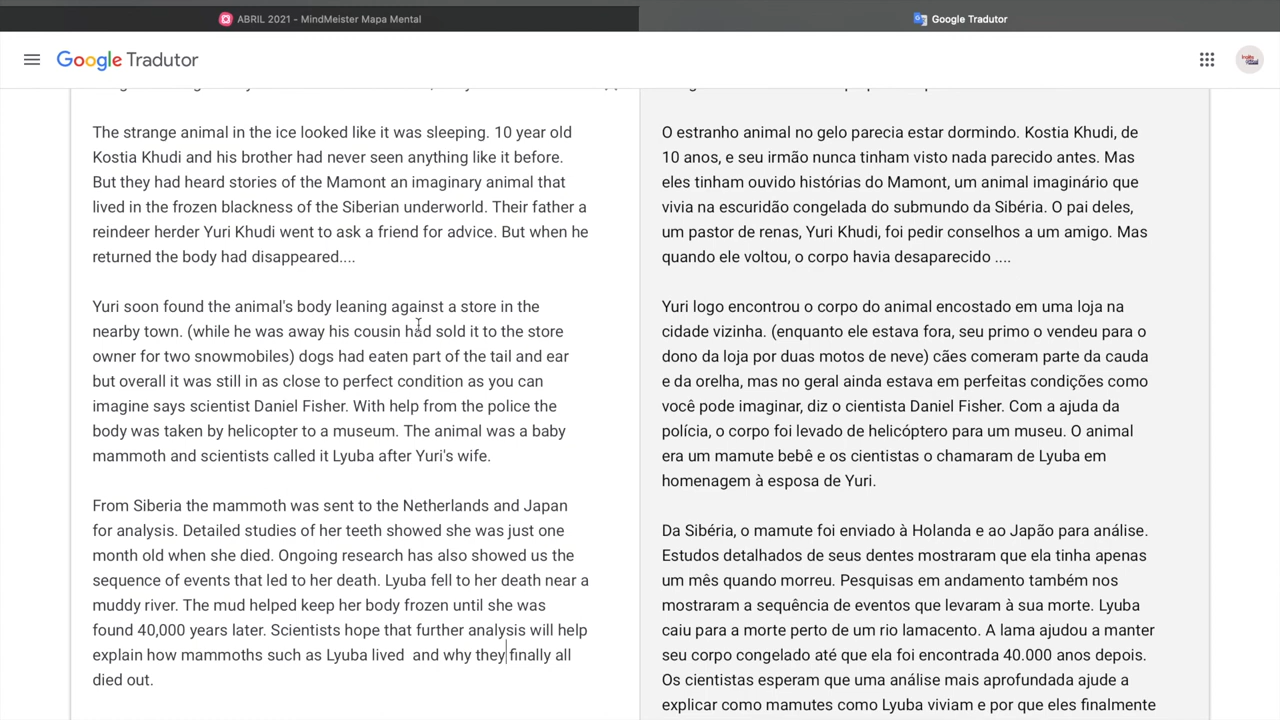 ABRIL 2021 - MindMeister Mapa Mental
Google Tradutor
Google Tradutor
The strange animal in the ice looked like it was sleeping. 10 year old
Kostia Khudi and his brother had never seen anything like it before.
But they had heard stories of the Mamont an imaginary animal that
lived in the frozen blackness of the Siberian underworld. Their father a
reindeer herder Yuri Khudi went to ask a friend for advice. But when he
returned the body had disappeared....
Yuri soon found the animal's body leaning against a store in the
nearby town. (while he was away his cousin had sold it to the store
owner for two snowmobiles) dogs had eaten part of the tail and ear
but overall it was still in as close to perfect condition as you can
imagine says scientist Daniel Fisher. With help from the police the
body was taken by helicopter to a museum. The animal was a baby
mammoth and scientists called it Lyuba after Yuri's wife.
From Siberia the mammoth was sent to the Netherlands and Japan
for analysis. Detailed studies of her teeth showed she was just one
month old when she died. Ongoing research has also showed us the
sequence of events that led to her death. Lyuba fell to her death near a
muddy river. The mud helped keep her body frozen until she was
found 40,000 years later. Scientists hope that further analysis will help
explain how mammoths such as Lyuba lived  and why they finally all
died out.
O estranho animal no gelo parecia estar dormindo. Kostia Khudi, de
10 anos, e seu irmão nunca tinham visto nada parecido antes. Mas
eles tinham ouvido histórias do Mamont, um animal imaginário que
vivia na escuridão congelada do submundo da Sibéria. O pai deles,
um pastor de renas, Yuri Khudi, foi pedir conselhos a um amigo. Mas
quando ele voltou, o corpo havia desaparecido ....
Yuri logo encontrou o corpo do animal encostado em uma loja na
cidade vizinha. (enquanto ele estava fora, seu primo o vendeu para o
dono da loja por duas motos de neve) cães comeram parte da cauda
e da orelha, mas no geral ainda estava em perfeitas condições como
você pode imaginar, diz o cientista Daniel Fisher. Com a ajuda da
polícia, o corpo foi levado de helicóptero para um museu. O animal
era um mamute bebê e os cientistas o chamaram de Lyuba em
homenagem à esposa de Yuri.
Da Sibéria, o mamute foi enviado à Holanda e ao Japão para análise.
Estudos detalhados de seus dentes mostraram que ela tinha apenas
um mês quando morreu. Pesquisas em andamento também nos
mostraram a sequência de eventos que levaram à sua morte. Lyuba
caiu para a morte perto de um rio lamacento. A lama ajudou a manter
seu corpo congelado até que ela foi encontrada 40.000 anos depois.
Os cientistas esperam que uma análise mais aprofundada ajude a
explicar como mamutes como Lyuba viviam e por que eles finalmente